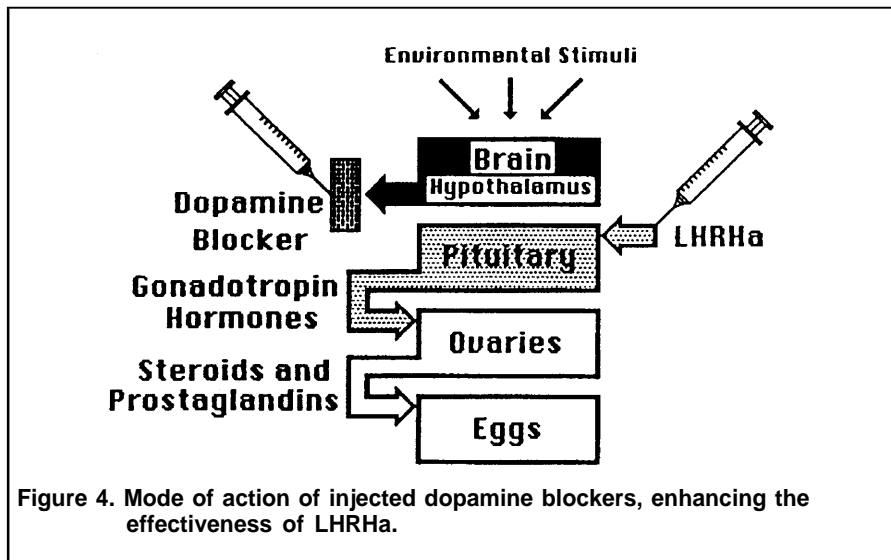 Environmental Stimuli
Brain
Hypothalamus
Dopamine
Blocker
LHRHa
Pituitary
Gonadotropin
Hormones
Ovaries
Steroids and
Prostaglandins
Eggs
Figure 4. Mode of action of injected dopamine blockers, enhancing the
effectiveness of LHRHa.